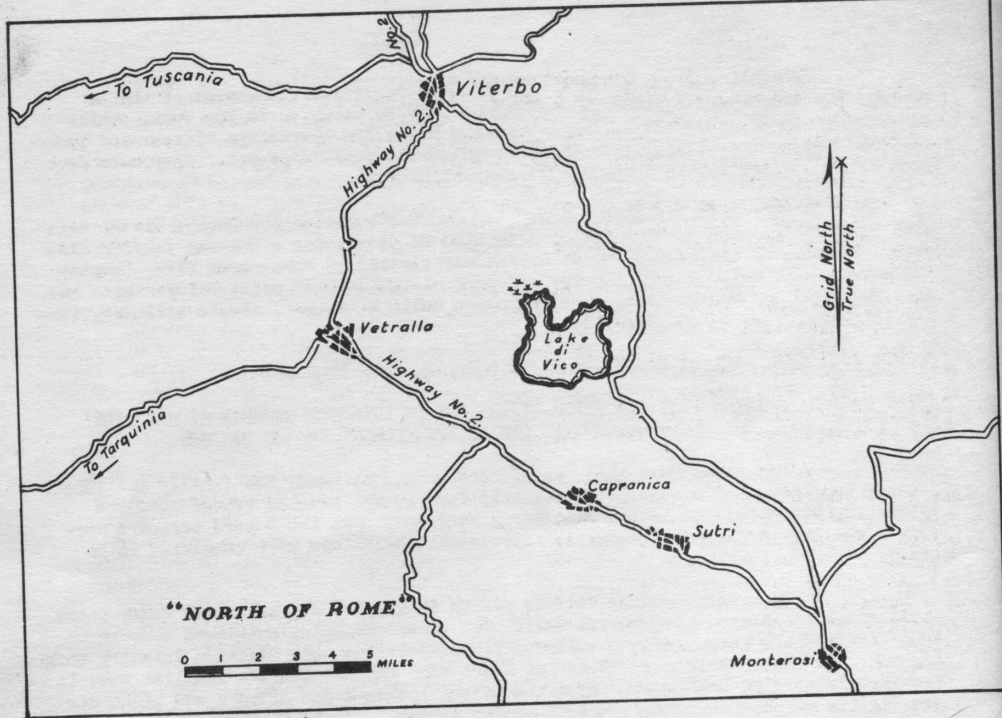 No. 2
To Tuscania
Viterbo
Highway No. 2.
Grid North
True North
Vetralla
Lake
di
Vico
Highway No. 2.
To Tarquinia
Capranica
Sutri
"NORTH OF ROME"
0 1 2 3 4 5 MILES
Monterosi